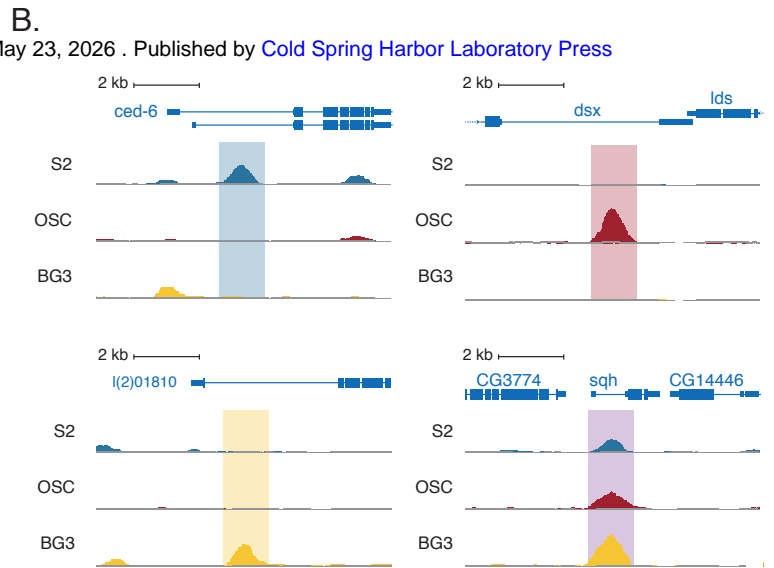 B.
May 23, 2026 . Published by Cold Spring Harbor Laboratory Press
2 kb
ced-6
S2
OSC
BG3
2 kb
dsx
lds
S2
OSC
BG3
2 kb
l(2)01810
S2
OSC
BG3
2 kb
CG3774
sqh
CG14446
S2
OSC
BG3